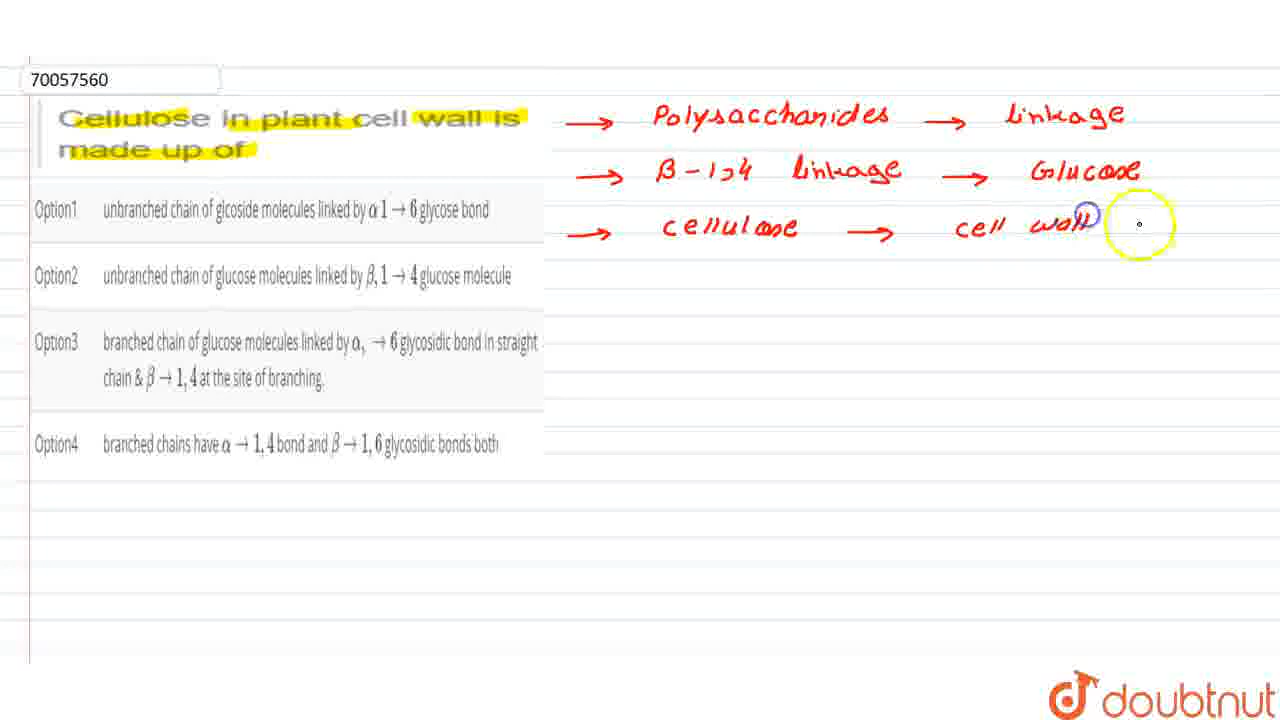 70057560
Cellulose in plant cell wall is
made up of
Option1 unbranched chain of glcoside molecules linked by α 1 → 6 glycose bond
Option2 unbranched chain of glucose molecules linked by β, 1 → 4 glucose molecule
Option3 branched chain of glucose molecules linked by α, → 6 glycosidic bond in straight
chain & β → 1, 4 at the site of branching.
Option4 branched chains have α → 1, 4 bond and β → 1, 6 glycosidic bonds both
→ Polysaccharides → linkage
→ β-1,4 linkage → Glucose
→ cellulose → cell wall
doubtnut